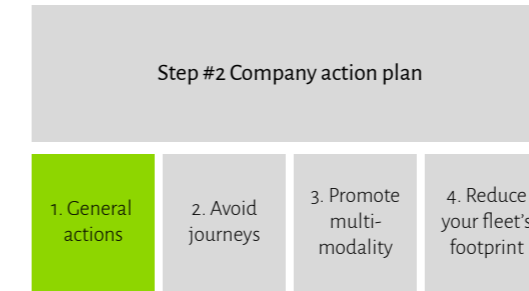 Step #2 Company action plan
1. General
actions
2. Avoid
journeys
3. Promote
multi-
modality
4. Reduce
your fleet's
footprint